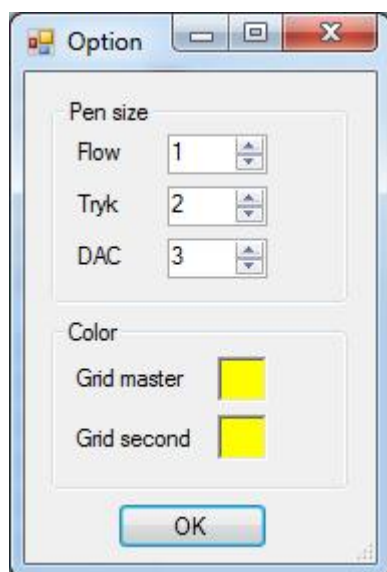 Option
Pen size
Flow 1
Tryk 2
DAC 3
Color
Grid master
Grid second
OK